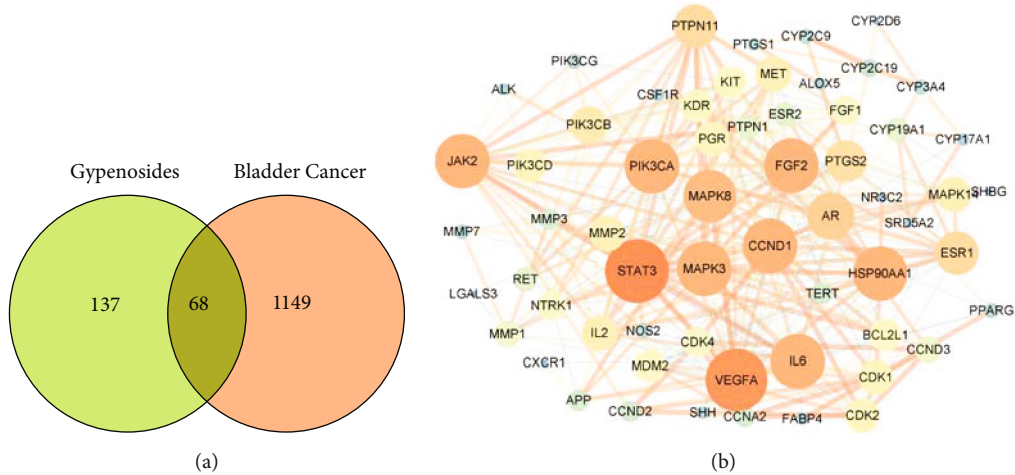 Gypenosides
Bladder Cancer
137
68
1149
(a)
PTPN11
CYP2D6
CYP2C9
PTGS1
PIK3CG
CYP2C19
MET
KIT
ALOX5
CYP3A4
ALK
CSF1R
KDR
ESR2
FGF1
PIK3CB
PTPN1
CYP19A1
PGR
CYP17A1
JAK2
PIK3CD
PIK3CA
FGF2
PTGS2
MAPK8
NR3C2
MAPK14
SHBG
MMP3
AR
SRD5A2
MMP7
MMP2
CCND1
ESR1
STAT3
MAPK3
HSP90AA1
RET
LGALS3
TERT
NTRK1
PPARG
MMP1
IL2
NOS2
BCL2L1
CDK4
CCND3
CXCR1
MDM2
IL6
VEGFA
CDK1
APP
CCND2
SHH
CCNA2
FABP4
CDK2
(b)